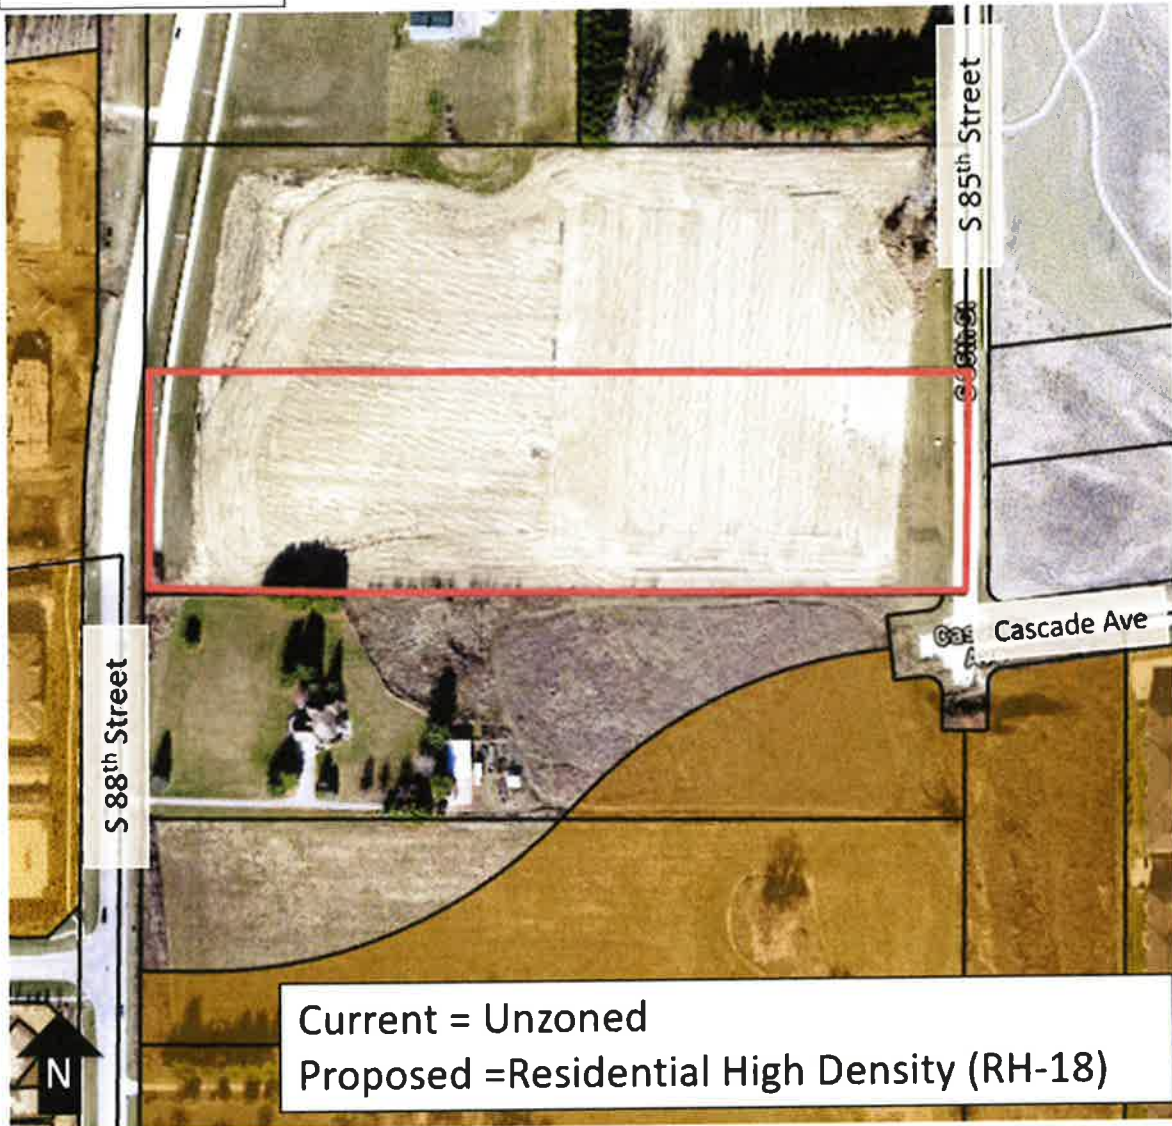 S 85th Street
Cascade Ave
S 88th Street
Current = Unzoned
Proposed =Residential High Density (RH-18)
N